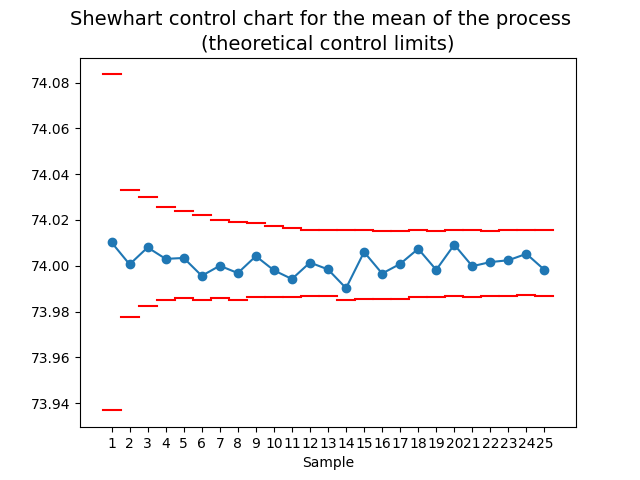 Shewhart control chart for the mean of the process
(theoretical control limits)
74.08
74.06
74.04
74.02
74.00
73.98
73.96
73.94
1 2 3 4 5 6 7 8 9 10 11 12 13 14 15 16 17 18 19 20 21 22 23 24 25
Sample